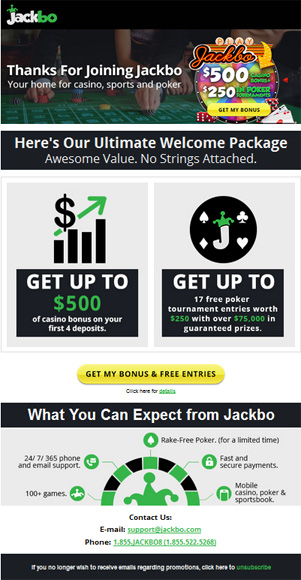 jackbo
Thanks For Joining Jackbo
Your home for casino, sports and poker
PLAY
Jackbo
$500 CASINO BONUS
$250 IN POKER TOURNAMENTS
GET MY BONUS
Here's Our Ultimate Welcome Package
Awesome Value. No Strings Attached.
$
GET UP TO
$500
of casino bonus on your
first 4 deposits.
J
GET UP TO
17 free poker
tournament entries worth
$250 with over $75,000 in
guaranteed prizes.
GET MY BONUS & FREE ENTRIES
Click here for details
What You Can Expect from Jackbo
Rake-Free Poker. (for a limited time)
24/ 7/ 365 phone
and email support.
Fast and
secure payments.
100+ games.
Mobile
casino, poker &
sportsbook.
Contact Us:
E-mail: support@jackbo.com
Phone: 1.855.JACKBO8 (1.855.522.5268)
If you no longer wish to receive emails regarding promotions, click here to unsubscribe